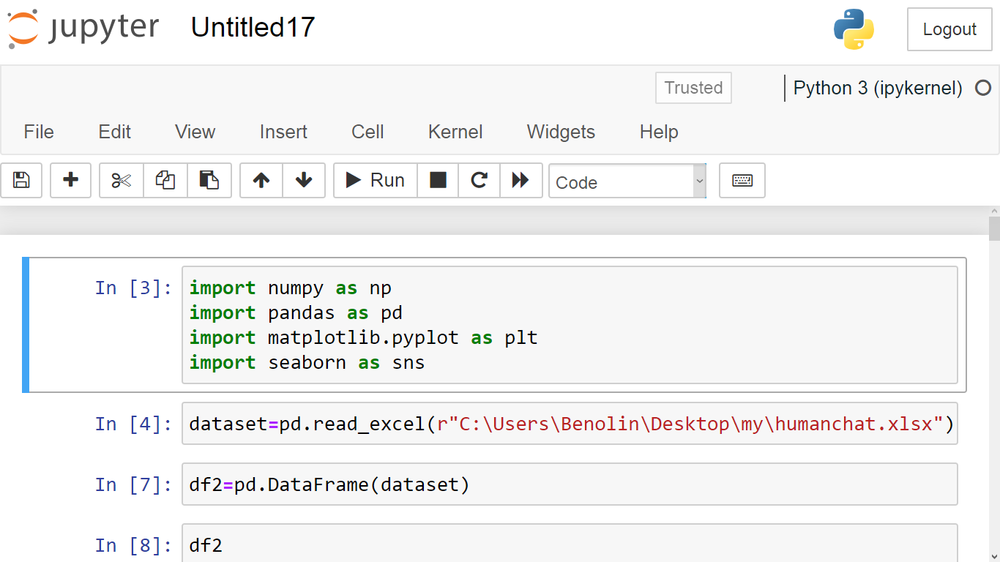 jupyter Untitled17
Logout
Trusted
Python 3 (ipykernel)
File Edit View Insert Cell Kernel Widgets Help
Run Code
In [3]: import numpy as np
import pandas as pd
import matplotlib.pyplot as plt
import seaborn as sns
In [4]: dataset=pd.read_excel(r"C:\Users\Benolin\Desktop\my\humanchat.xlsx")
In [7]: df2=pd.DataFrame(dataset)
In [8]: df2